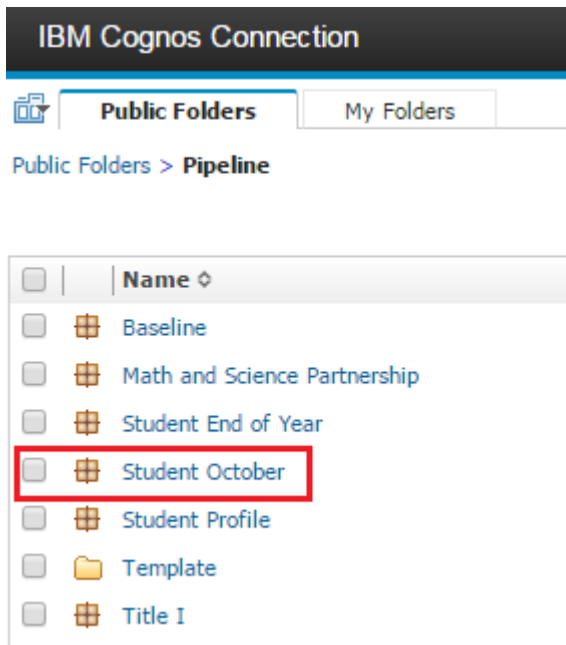 IBM Cognos Connection
Public Folders My Folders
Public Folders > Pipeline
Name
Baseline
Math and Science Partnership
Student End of Year
Student October
Student Profile
Template
Title I